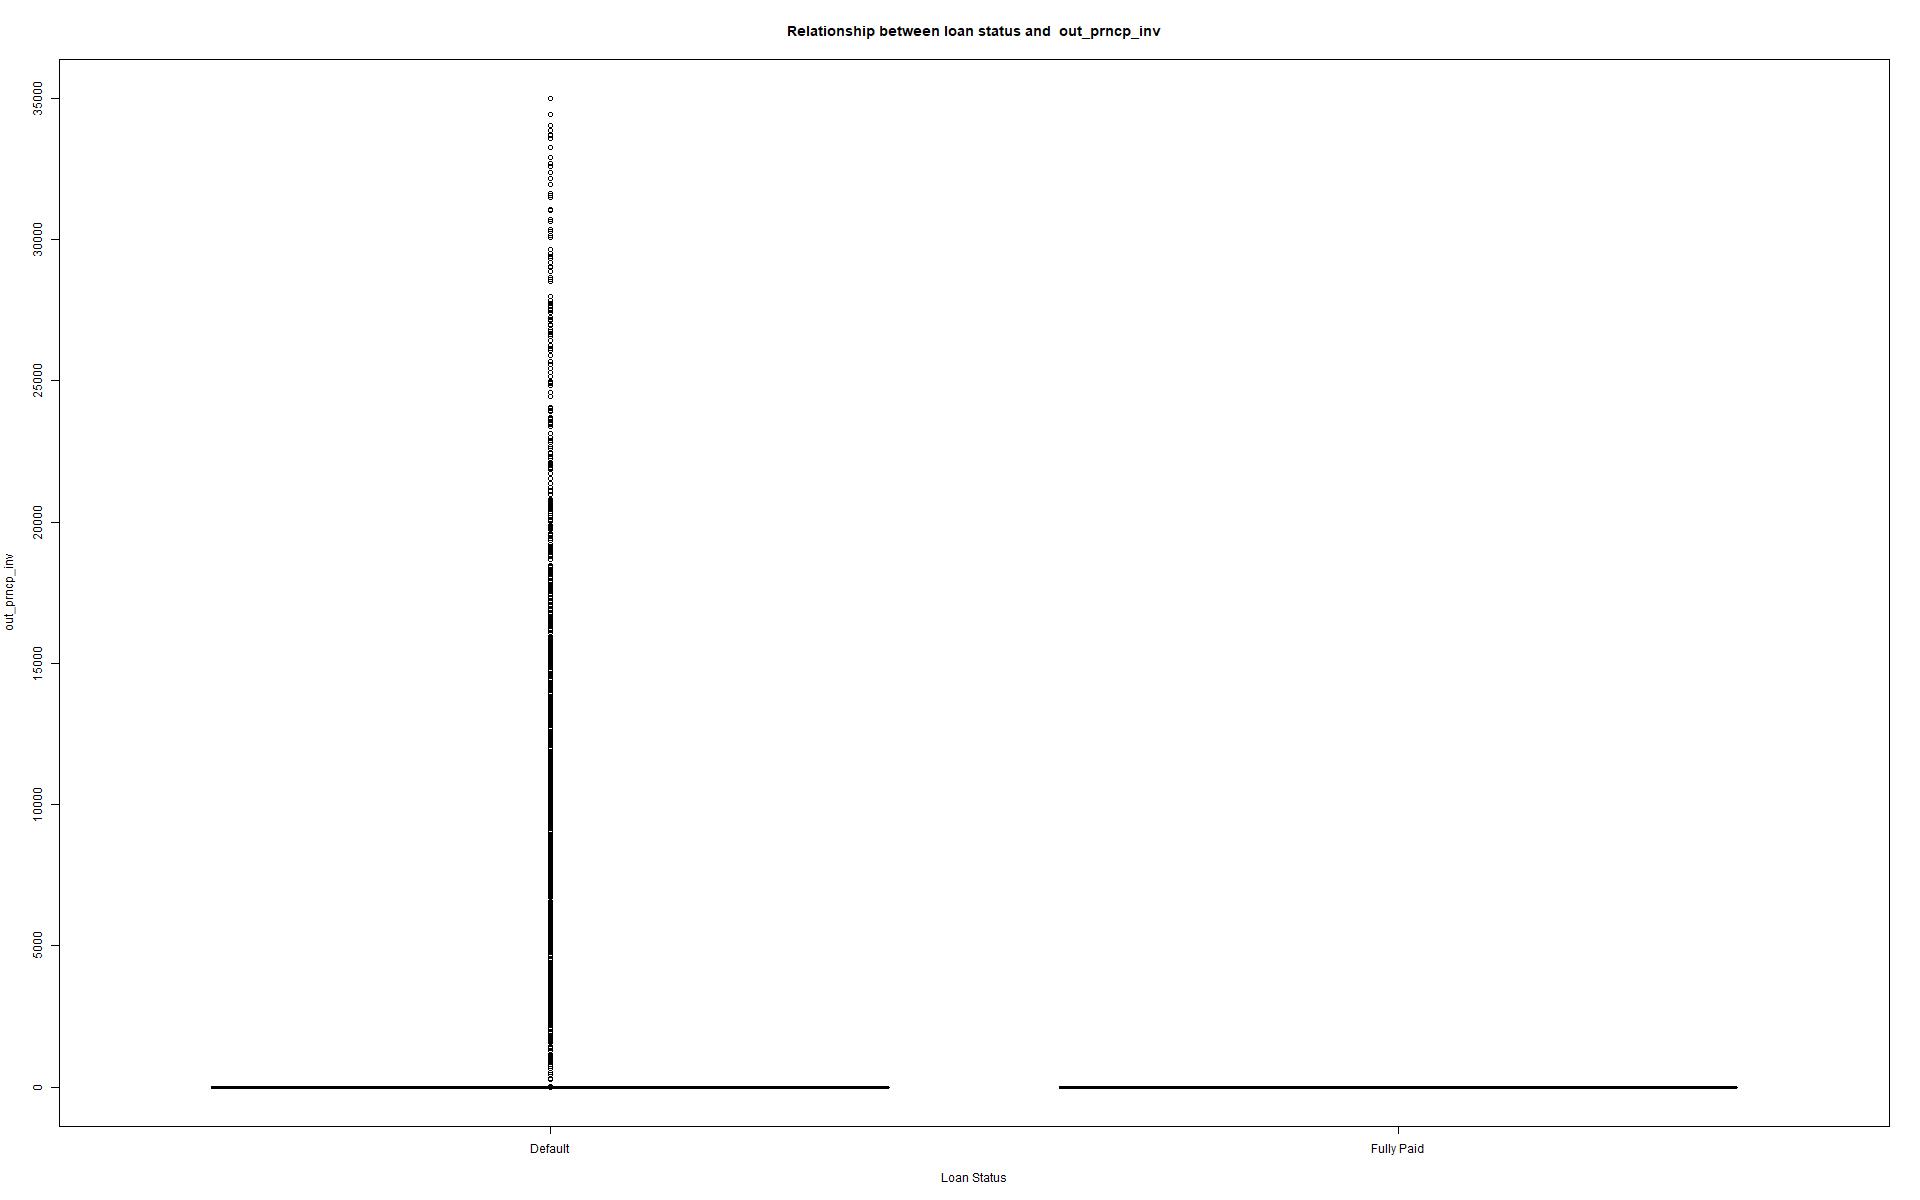 Relationship between loan status and  out_prncp_inv
35000
30000
25000
20000
15000
10000
5000
0
out_prncp_inv
Default
Fully Paid
Loan Status